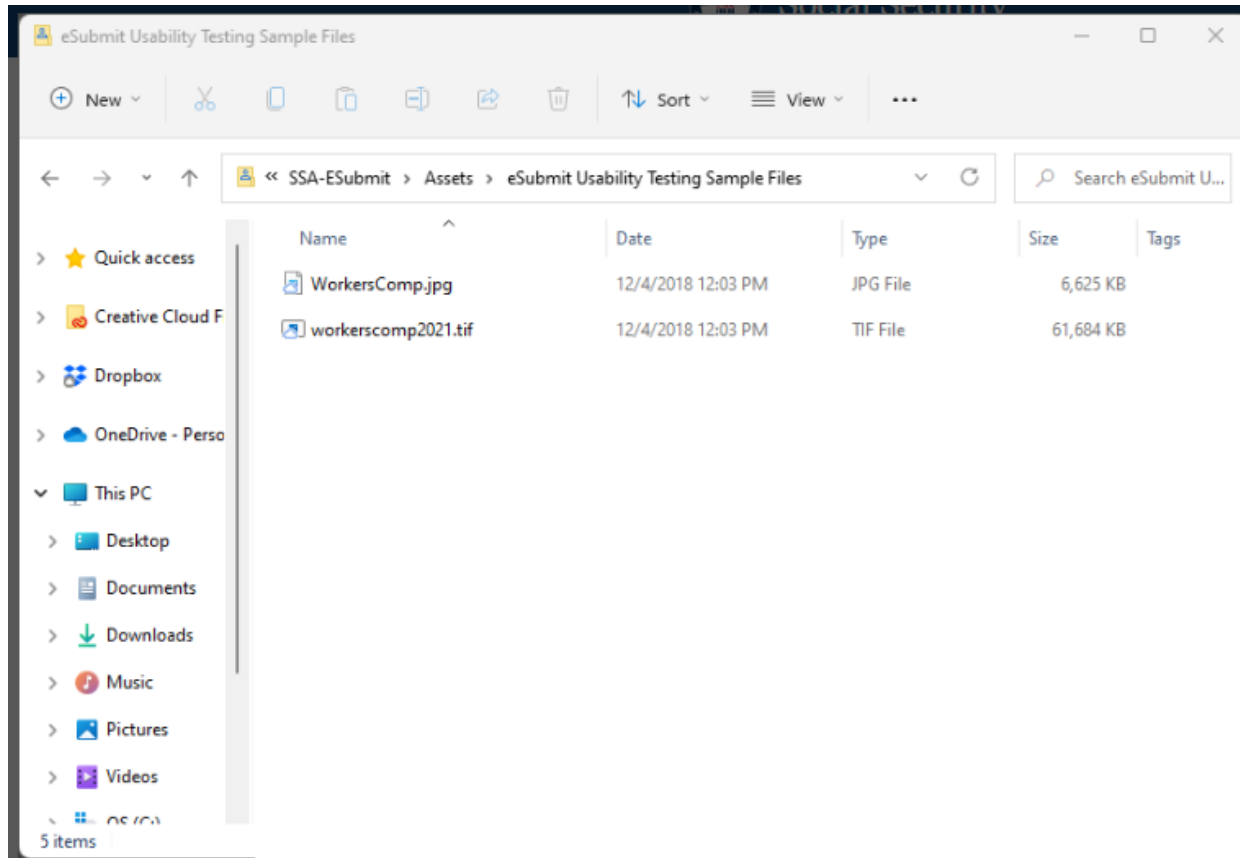 Social Security
eSubmit Usability Testing Sample Files
New Sort View ...
« SSA-ESubmit > Assets > eSubmit Usability Testing Sample Files Search eSubmit U...
Name Date Type Size Tags
WorkersComp.jpg 12/4/2018 12:03 PM JPG File 6,625 KB
workerscomp2021.tif 12/4/2018 12:03 PM TIF File 61,684 KB
Quick access
Creative Cloud F
Dropbox
OneDrive - Perso
This PC
Desktop
Documents
Downloads
Music
Pictures
Videos
OS (C:)
5 items